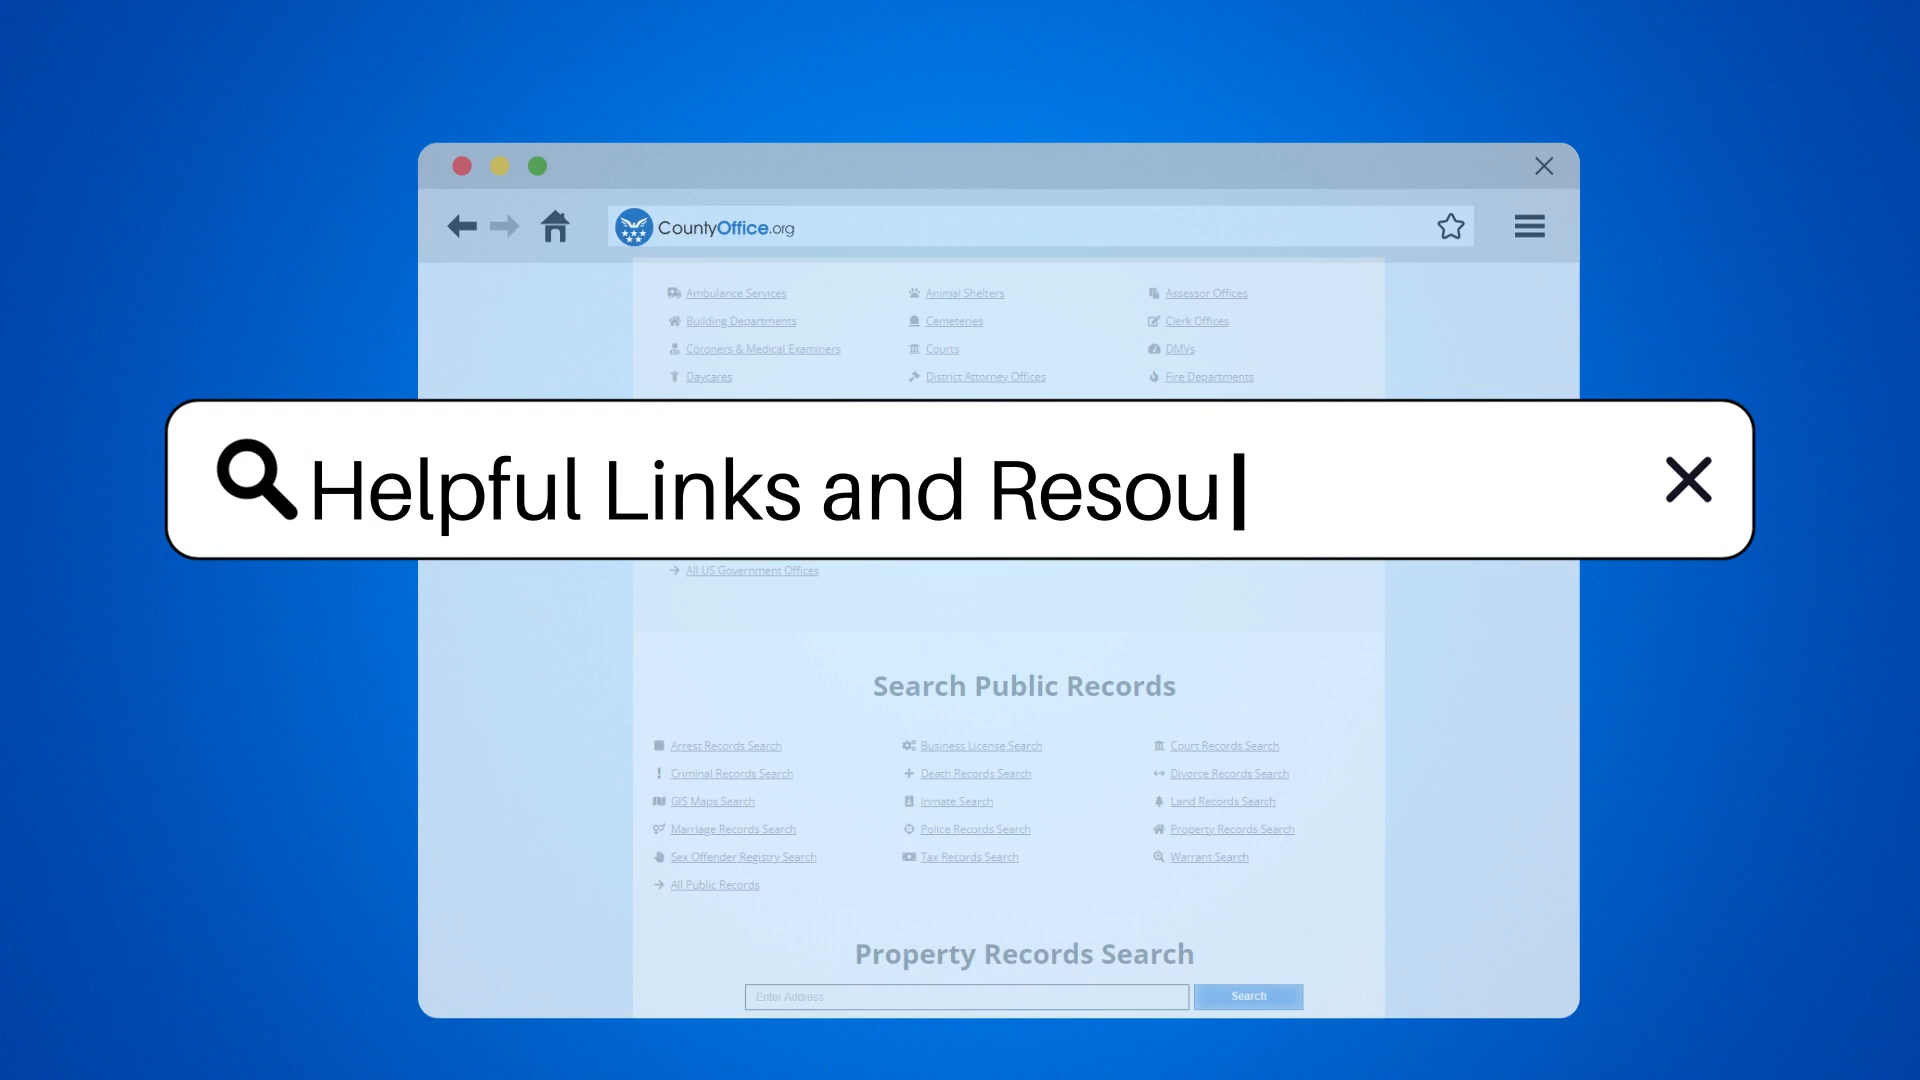 CountyOffice.org
Ambulance Services Animal Shelters Assessor Offices
Building Departments Cemeteries Clerk Offices
Coroners & Medical Examiners Courts DMVs
Daycares District Attorney Offices Fire Departments
Helpful Links and Resou
All US Government Offices
Search Public Records
Arrest Records Search Business License Search Court Records Search
Criminal Records Search Death Records Search Divorce Records Search
GIS Maps Search Inmate Search Land Records Search
Marriage Records Search Police Records Search Property Records Search
Sex Offender Registry Search Tax Records Search Warrant Search
All Public Records
Property Records Search
Enter Address Search